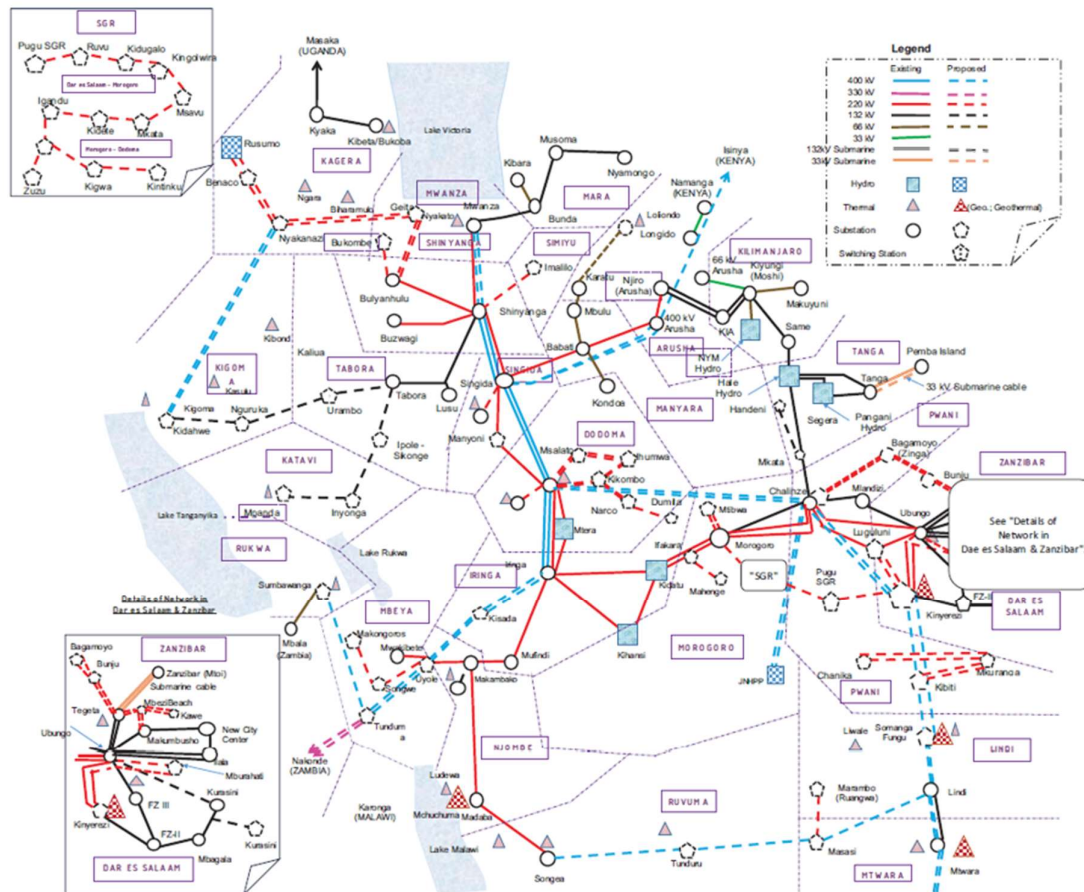 SGR
Pugu SGR
Ruvu
Kidugalo
Kingolwira
Dar es Salaam - Morogoro
Msavu
Igandu
Kidete
Mkata
Morogoro - Dodoma
Zuzu
Kigwa
Kintinku
Masaka
(UGANDA)
Kyaka
Kibeta/Bukoba
Lake Victoria
KAGERA
Rusumo
Benaco
Ngara
Biharamulo
Nyakanazi
Geita
Nyakato
MWANZA
Mwanza
Kibara
Musoma
Nyamongo
Bunda
MARA
SHINYANGA
SIMIYU
Bukombe
Bulyanhulu
Imalilo
Shinyanga
Buzwagi
Isinya
(KENYA)
Namanga
(KENYA)
Loliondo
Longido
KILIMANJARO
66 kV
Arusha
Kiyungi
(Moshi)
Makuyuni
Karatu
Njiro
(Arusha)
Mbulu
400 kV
Arusha
KIA
Same
Babati
ARUSHA
NYM
Hydro
Kondoa
MANYARA
Hale
Hydro
Handeni
Segera
TANGA
Tanga
Pemba Island
33 kV Submarine cable
Pangani
Hydro
PWANI
Legend
Existing
Proposed
400 kV
330 kV
220 kV
132 kV
66 kV
33 kV
132kV Submarine
33kV Submarine
Hydro
Thermal
(Geo.; Geothermal)
Substation
Switching Station
Kibond
Kaliua
KIGOM
A
Kasulu
Kigoma
Kidahwe
Nguruka
Urambo
TABORA
Tabora
Lusu
Singida
SINGIDA
Manyoni
Ipole -
Sikonge
KATAVI
Mpanda
Inyonga
Lake Tanganyika
RUKWA
Lake Rukwa
Sumbawanga
DODOMA
Msalato
Ihumwa
Kikombo
Narco
Dumila
Mtera
Iringa
IRINGA
Mkata
Bagamoyo
(Zinga)
Bunju
ZANZIBAR
Chalinze
Mlandizi
Ubungo
Luguluni
See "Details of
Network in
Dae es Salaam & Zanzibar"
Mtibwa
Ifakara
Morogoro
"SGR"
Mahenge
Kidatu
Pugu
SGR
Kinyerezi
FZ-II
DAR ES
SALAAM
Details of Network in
Dar es Salaam & Zanzibar
Mbala
(Zambia)
MBEYA
Makongoros
Mwakibete
Kisada
Songwe
Uyole
Makambako
Mufindi
Kihansi
MOROGORO
JNHPP
Tundum
a
Nakonde
(ZAMBIA)
NJOMBE
Chanika
Mkuranga
Kibiti
PWANI
Somanga
Fungu
Liwale
LINDI
Lindi
Karonga
(MALAWI)
Ludewa
Mchuchuma
Madaba
Lake Malawi
Songea
RUVUMA
Tunduru
Marambo
(Ruangwa)
Masasi
MTWARA
Mtwara
ZANZIBAR
Bagamoyo
Bunju
Zanzibar (Mtoi)
Submarine cable
Tegeta
MbeziBeach
Kawe
Ubungo
Makumbusho
New City
Center
Ilala
Mburahati
Kurasini
FZ III
Kinyerezi
FZ-II
Kurasini
Mbagala
DAR ES SALAAM